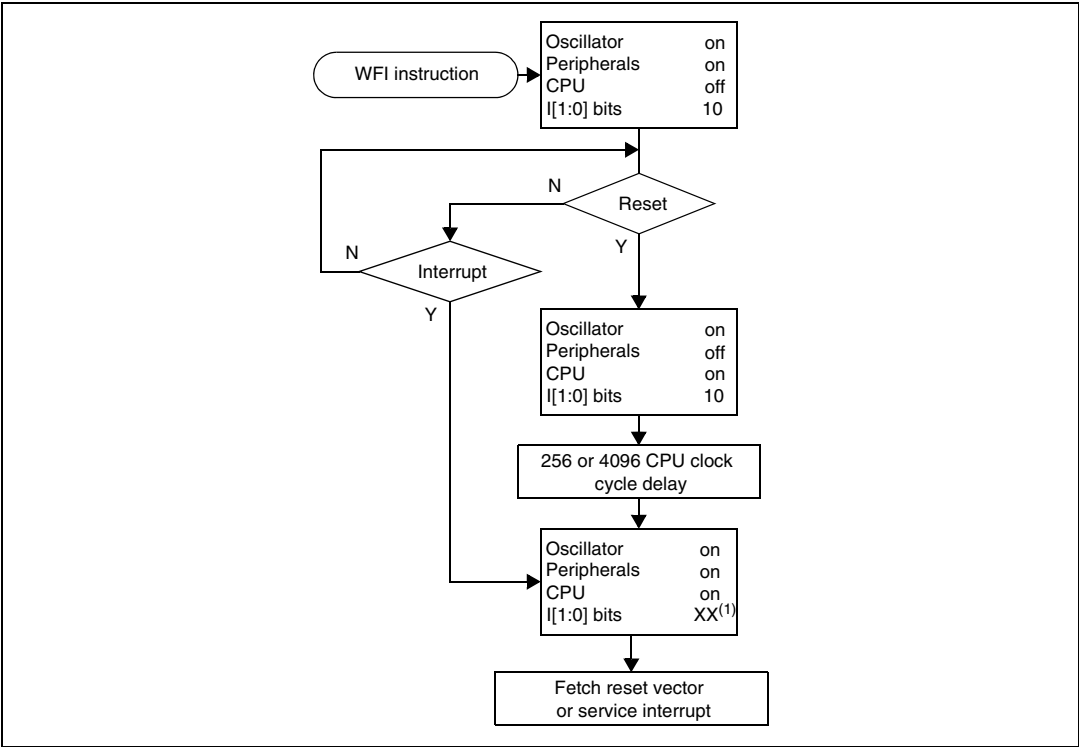 WFI instruction
Oscillator on
Peripherals on
CPU off
I[1:0] bits 10
N
Reset
Y
N
Interrupt
Y
Oscillator on
Peripherals off
CPU on
I[1:0] bits 10
256 or 4096 CPU clock
cycle delay
Oscillator on
Peripherals on
CPU on
I[1:0] bits XX(1)
Fetch reset vector
or service interrupt